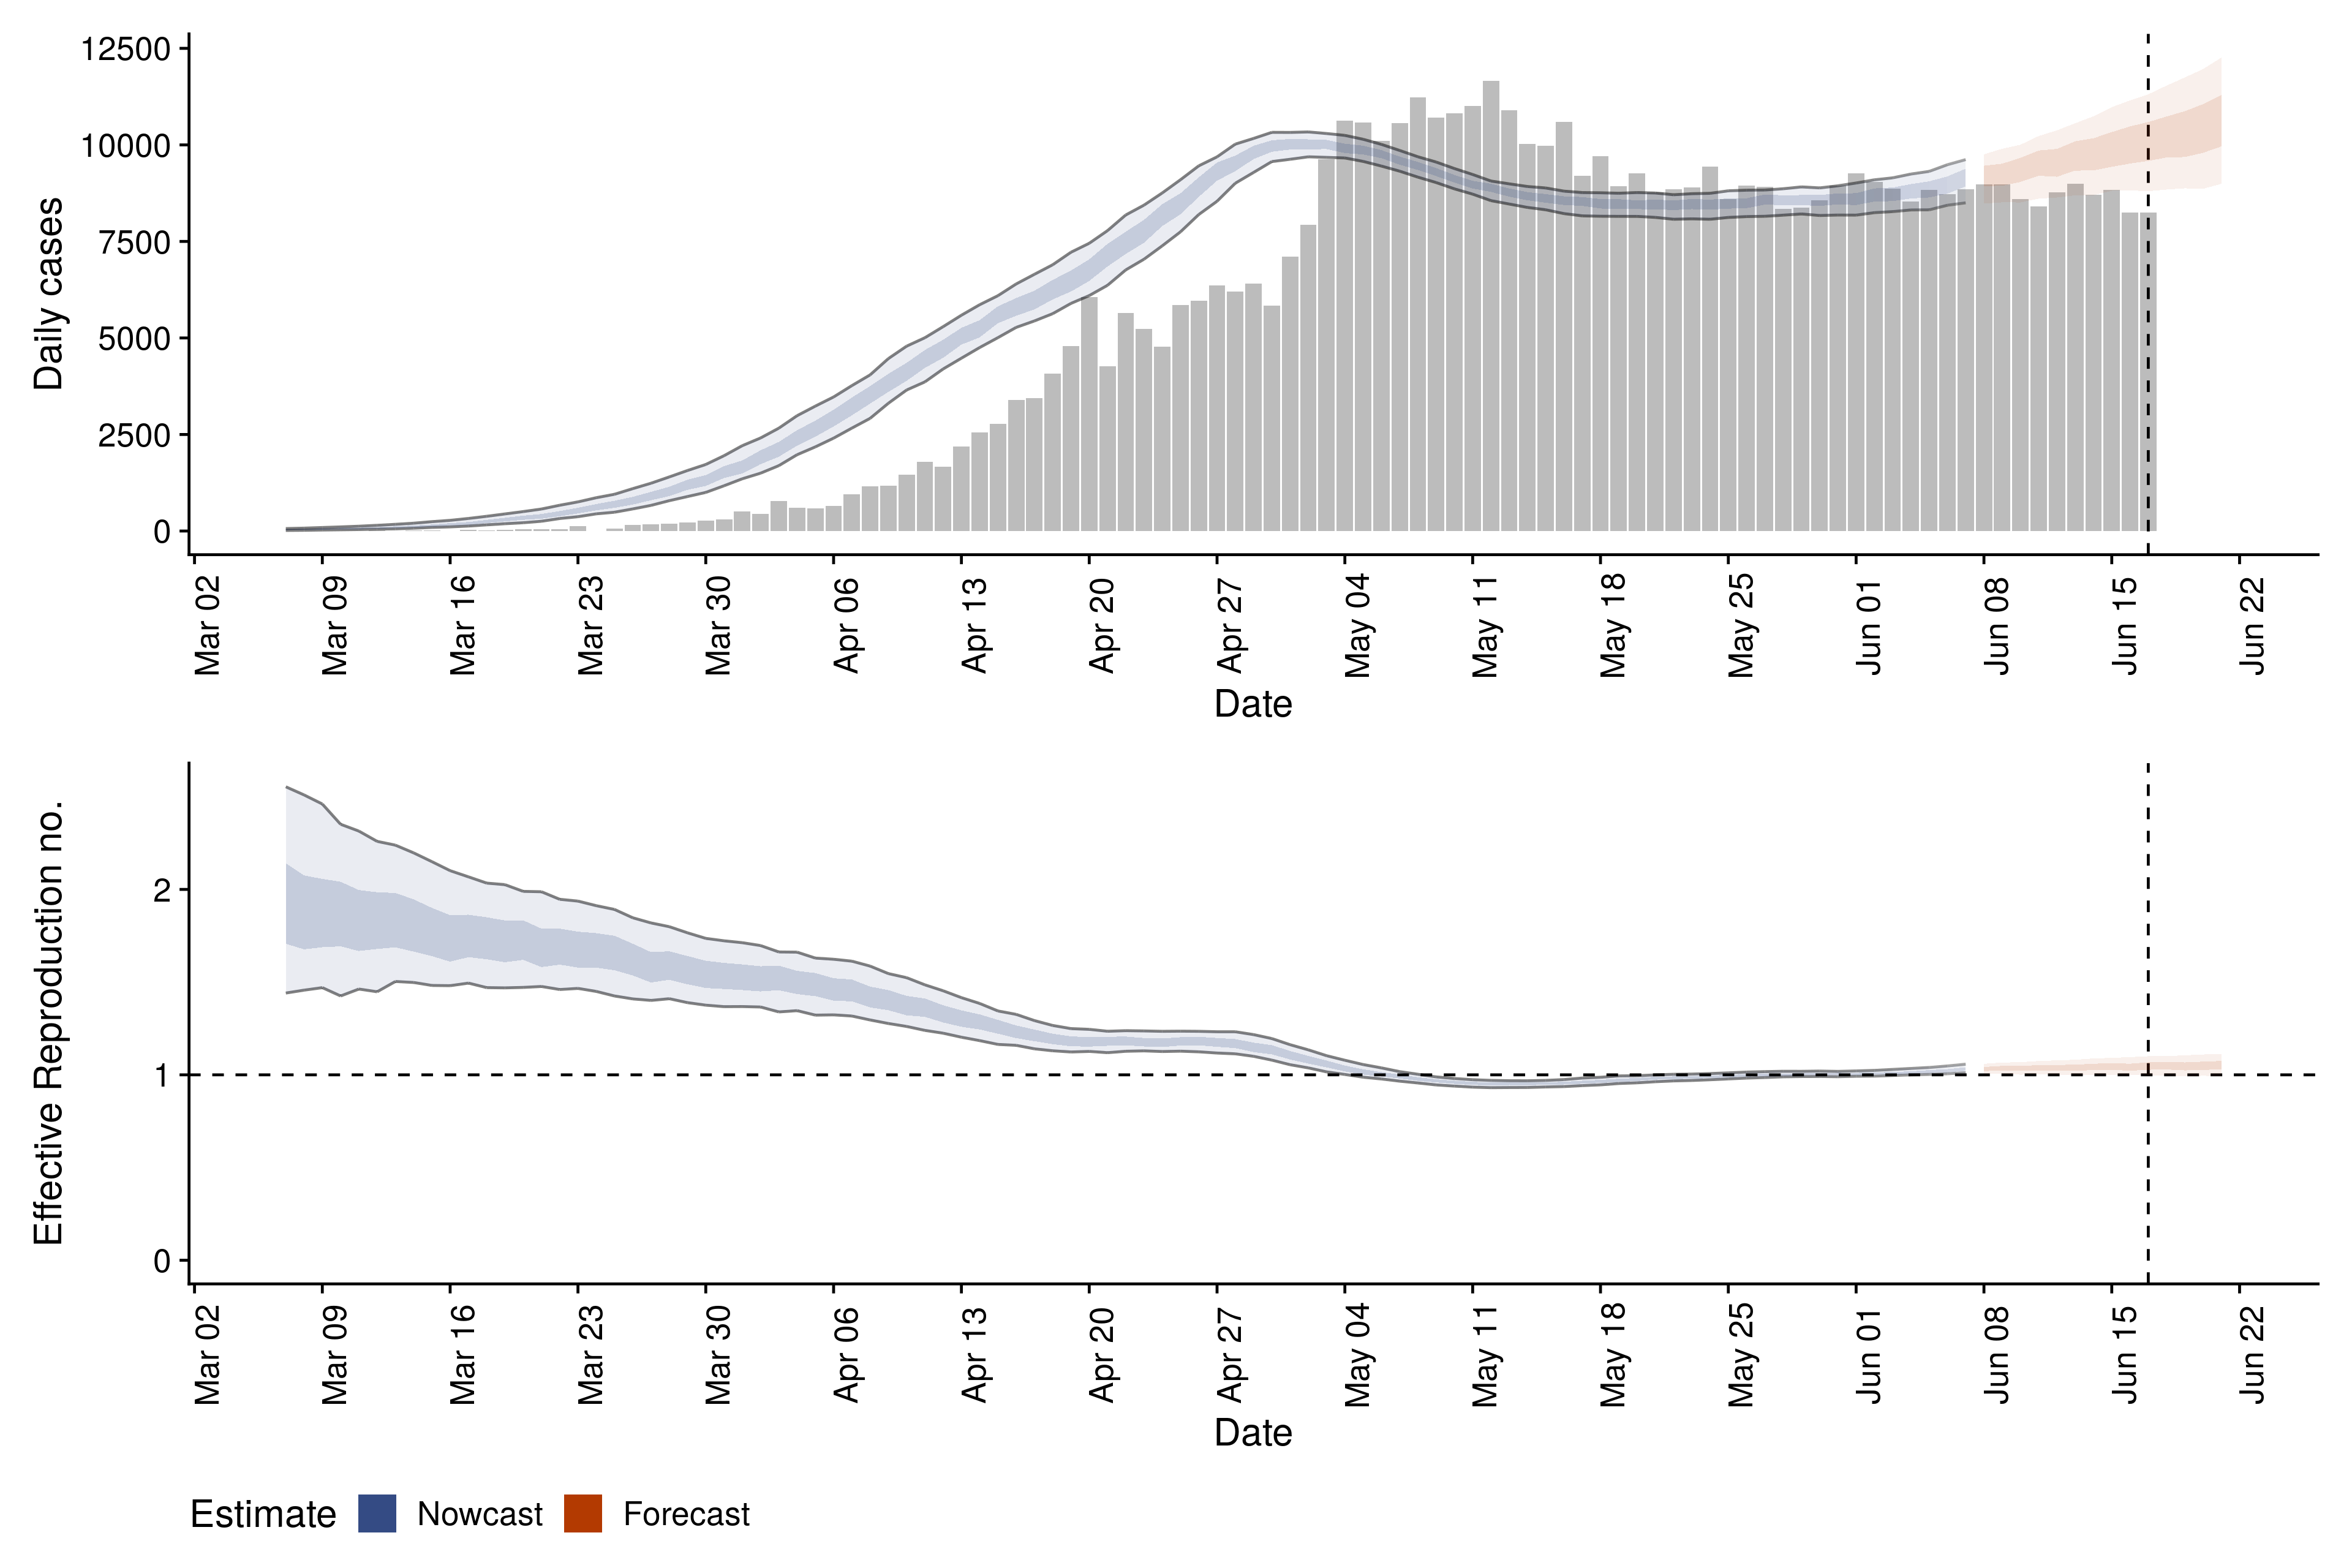 12500
10000
7500
5000
2500
0
Daily cases
Mar 02 Mar 09 Mar 16 Mar 23 Mar 30 Apr 06 Apr 13 Apr 20 Apr 27 May 04 May 11 May 18 May 25 Jun 01 Jun 08 Jun 15 Jun 22
Date
2
1
0
Effective Reproduction no.
Mar 02 Mar 09 Mar 16 Mar 23 Mar 30 Apr 06 Apr 13 Apr 20 Apr 27 May 04 May 11 May 18 May 25 Jun 01 Jun 08 Jun 15 Jun 22
Date
Estimate Nowcast Forecast